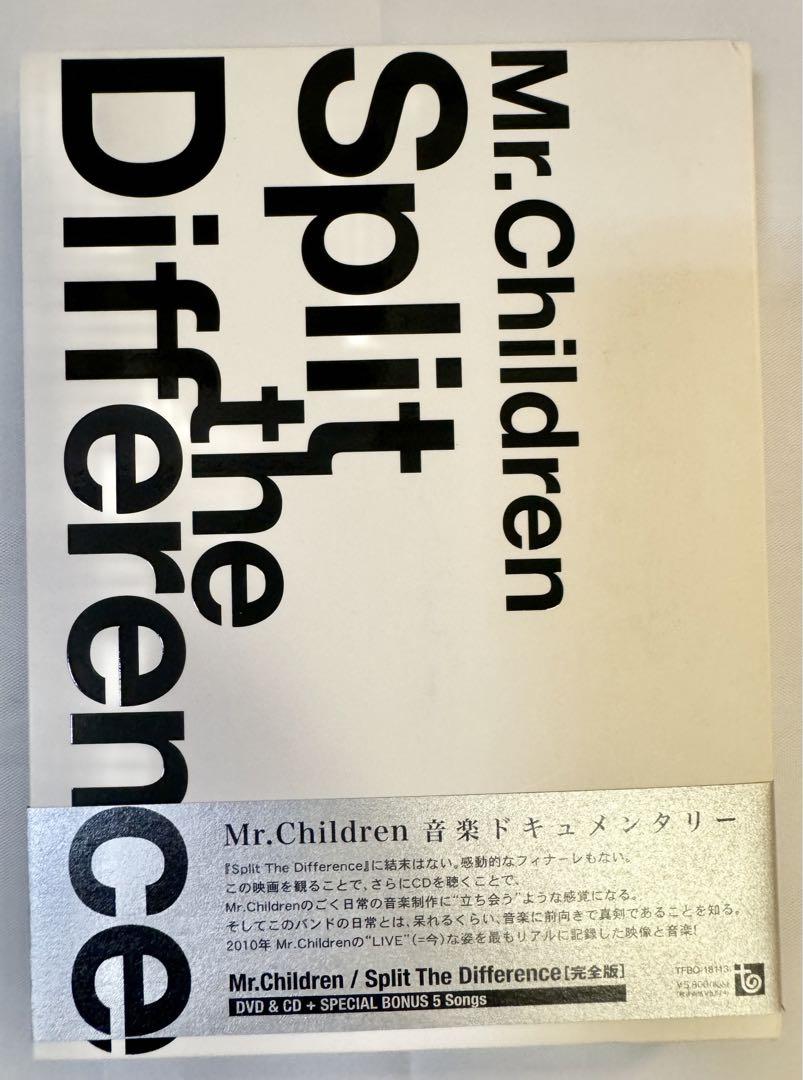 Mr.Children
Split
the
Difference
Mr.Children 音楽ドキュメンタリー
『Split The Difference』に結末はない。感動的なフィナーレもない。
この映画を観ることで、さらにCDを聴くことで、
Mr.Childrenのごく日常の音楽制作に“立ち会う”ような感覚になる。
そしてこのバンドの日常とは、呆れるくらい、音楽に前向きで真剣であることを知る。
2010年 Mr.Childrenの“LIVE”(=今)な姿を最もリアルに記録した映像と音楽!
Mr.Children / Split The Difference[完全版]
DVD & CD + SPECIAL BONUS 5 Songs
TFBQ-18113